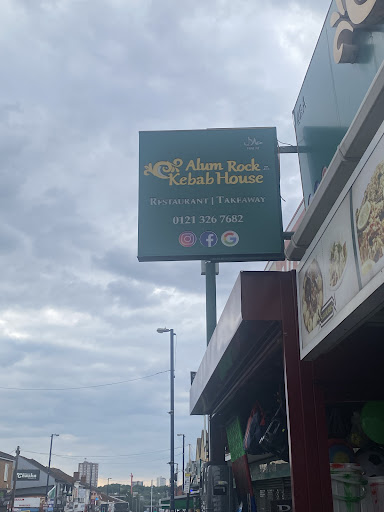 Alum Rock
Kebab House
RESTAURANT | TAKEAWAY
0121 326 7682